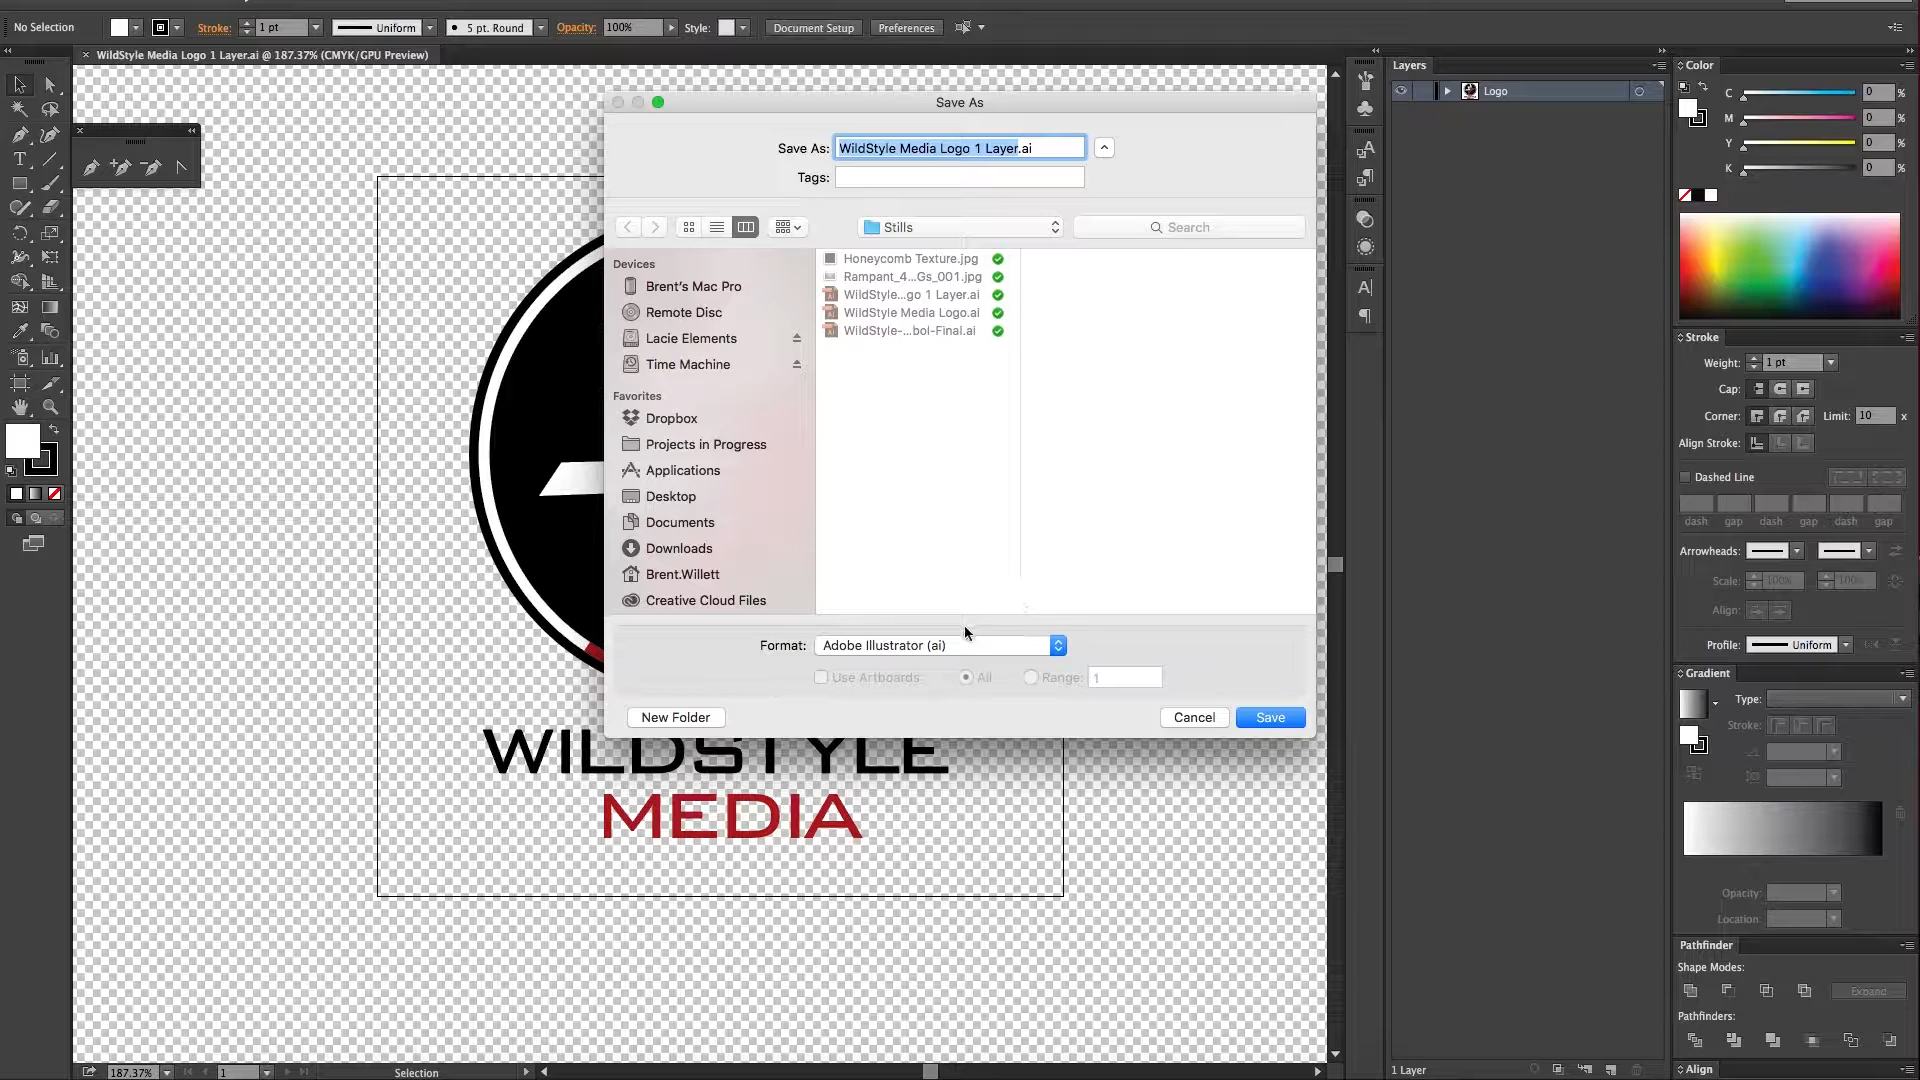 No Selection
Stroke:
1 pt
Uniform
5 pt. Round
Opacity:
100%
Style:
Document Setup
Preferences
WildStyle Media Logo 1 Layer.ai @ 187.37% (CMYK/GPU Preview)
Save As
Save As: WildStyle Media Logo 1 Layer.ai
Tags:
Stills
Search
Devices
Brent's Mac Pro
Remote Disc
Lacie Elements
Time Machine
Favorites
Dropbox
Projects in Progress
Applications
Desktop
Documents
Downloads
Brent.Willett
Creative Cloud Files
Honeycomb Texture.jpg
Rampant_4...Gs_001.jpg
WildStyle...go 1 Layer.ai
WildStyle Media Logo.ai
WildStyle-...bol-Final.ai
Format: Adobe Illustrator (ai)
Use Artboards
All
Range: 1
New Folder
Cancel
Save
WILDSTYLE
MEDIA
187.37%
1
Selection
Layers
Logo
1 Layer
Color
C 0 %
M 0 %
Y 0 %
K 0 %
Stroke
Weight: 1 pt
Cap:
Corner: Limit: 10 x
Align Stroke:
Dashed Line
dash gap dash gap dash gap
Arrowheads:
Scale: 100% 100%
Align:
Profile: Uniform
Gradient
Type:
Stroke:
Opacity:
Location:
Pathfinder
Shape Modes:
Expand
Pathfinders:
Align